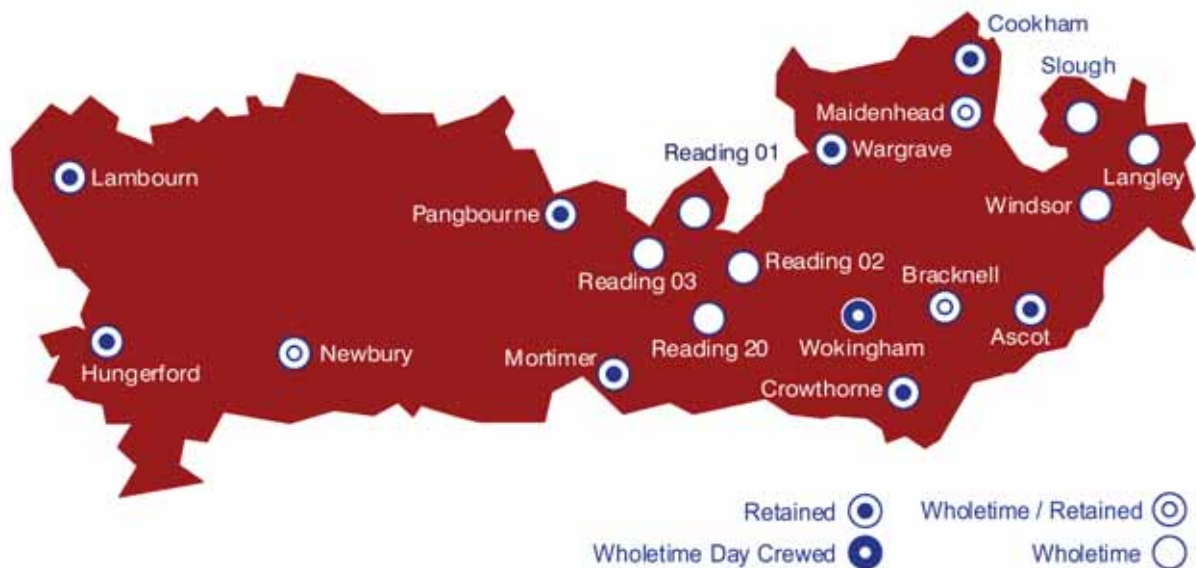 Cookham
Slough
Maidenhead
Wargrave
Reading 01
Langley
Lambourn
Pangbourne
Windsor
Reading 03
Reading 02
Bracknell
Hungerford
Newbury
Mortimer
Reading 20
Wokingham
Ascot
Crowthorne
Retained
Wholetime / Retained
Wholetime Day Crewed
Wholetime